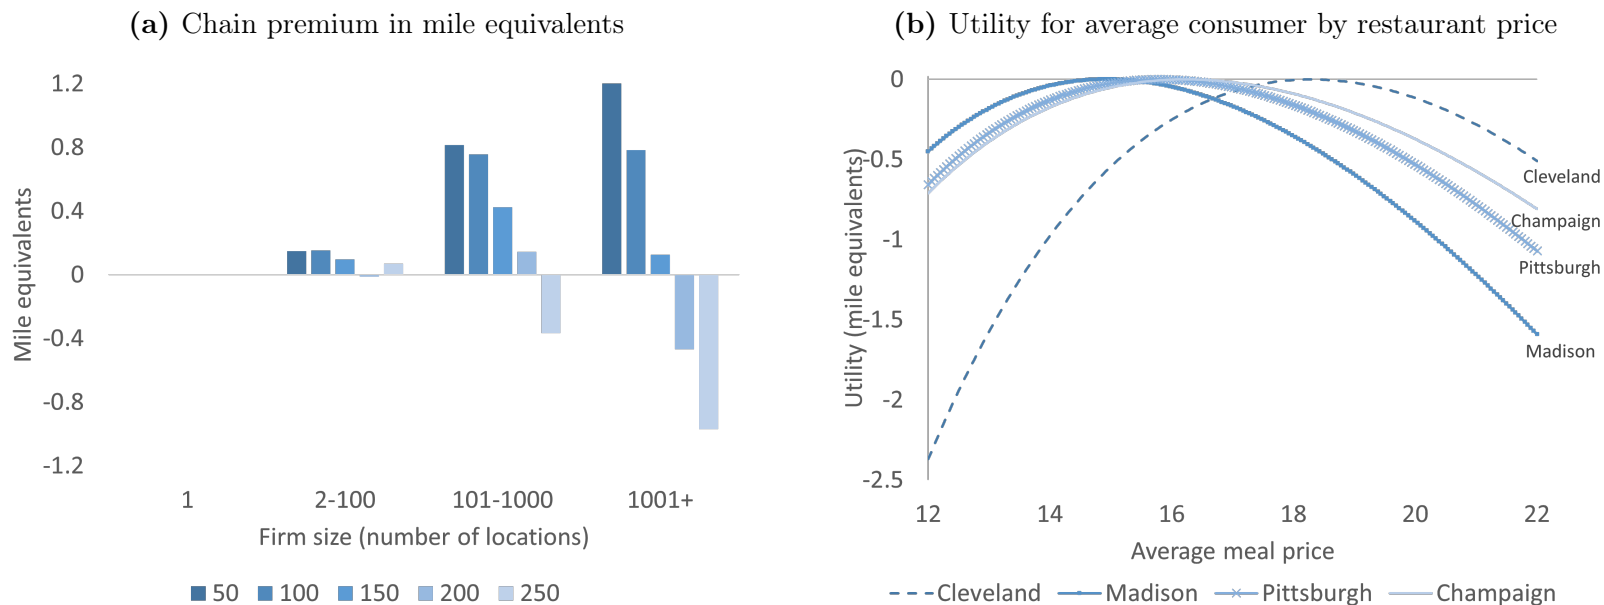 (a) Chain premium in mile equivalents
1.2
0.8
0.4
0
-0.4
-0.8
-1.2
Mile equivalents
1 2-100 101-1000 1001+
Firm size (number of locations)
50 100 150 200 250
(b) Utility for average consumer by restaurant price
0
-0.5
-1
-1.5
-2
-2.5
Utility (mile equivalents)
Cleveland
Champaign
Pittsburgh
Madison
12 14 16 18 20 22
Average meal price
Cleveland Madison Pittsburgh Champaign